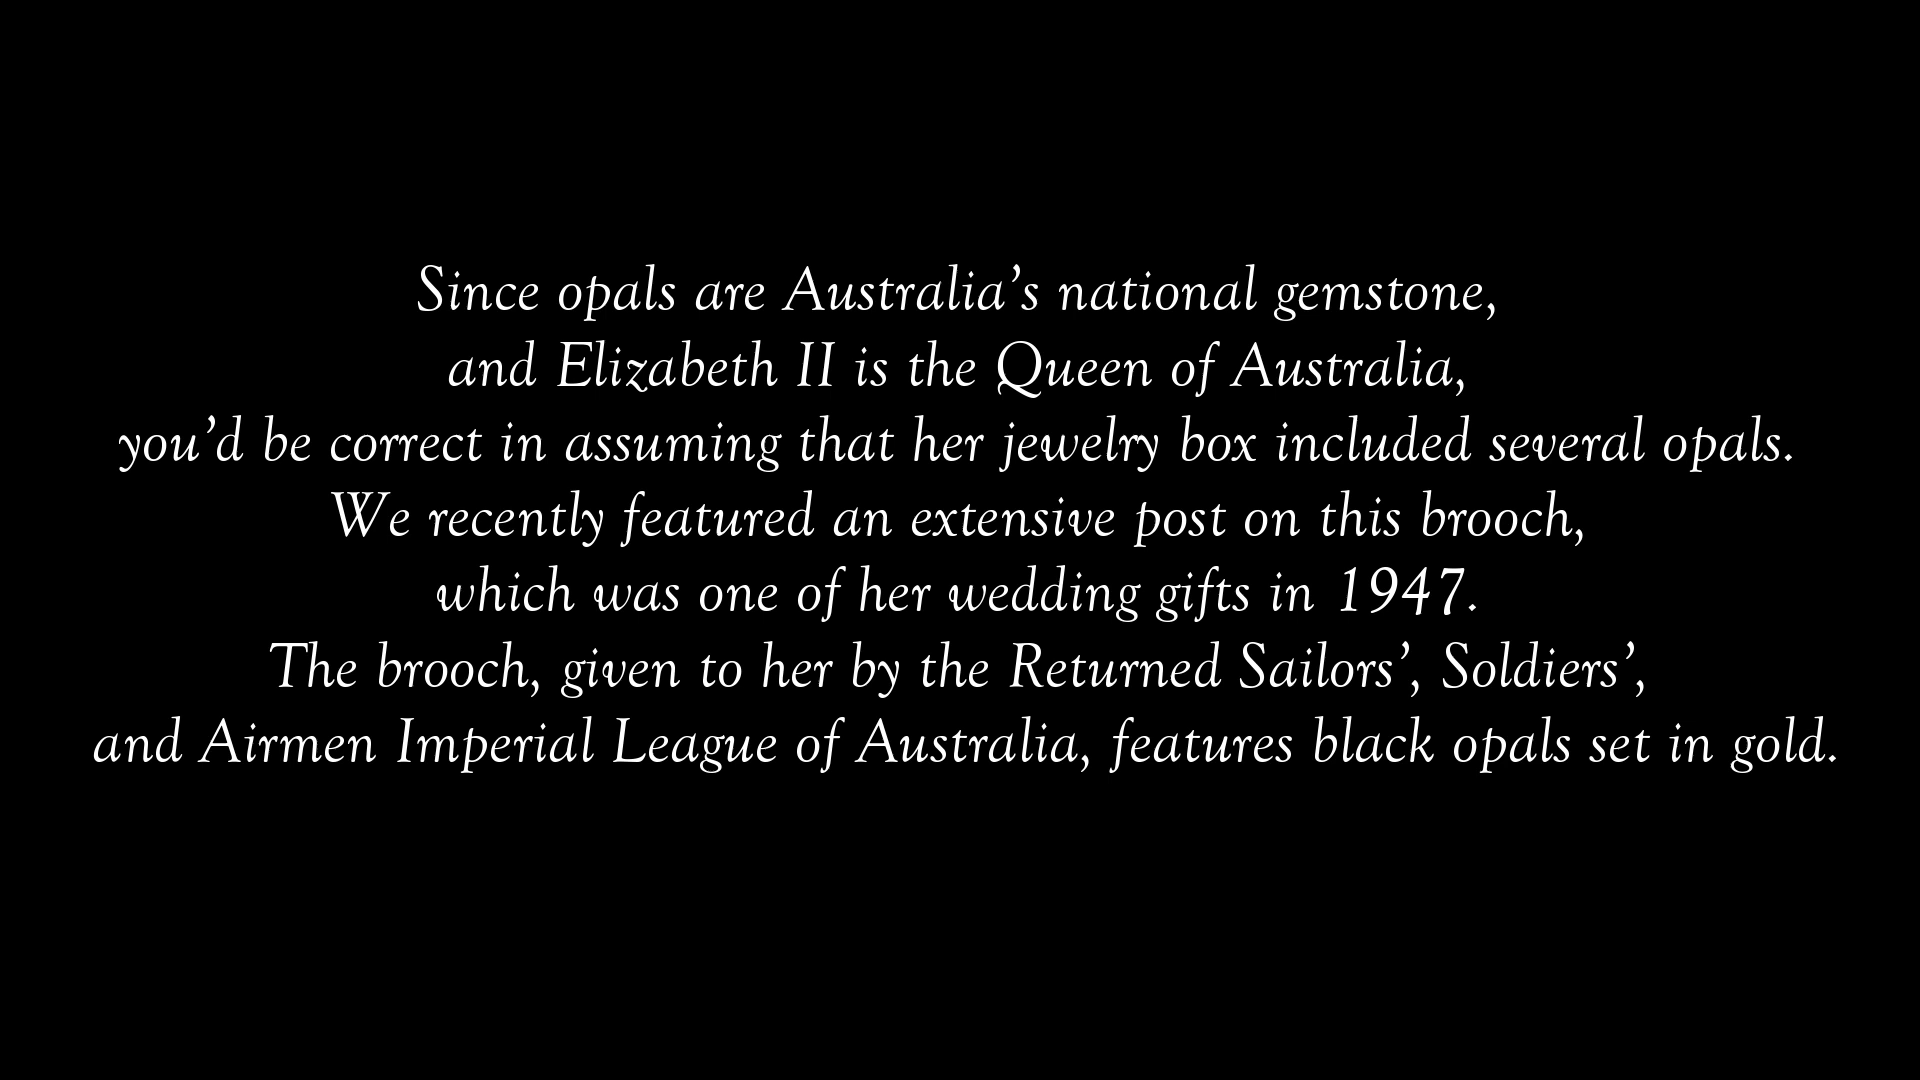 Since opals are Australia’s national gemstone,
and Elizabeth II is the Queen of Australia,
you’d be correct in assuming that her jewelry box included several opals.
We recently featured an extensive post on this brooch,
which was one of her wedding gifts in 1947.
The brooch, given to her by the Returned Sailors’, Soldiers’,
and Airmen Imperial League of Australia, features black opals set in gold.